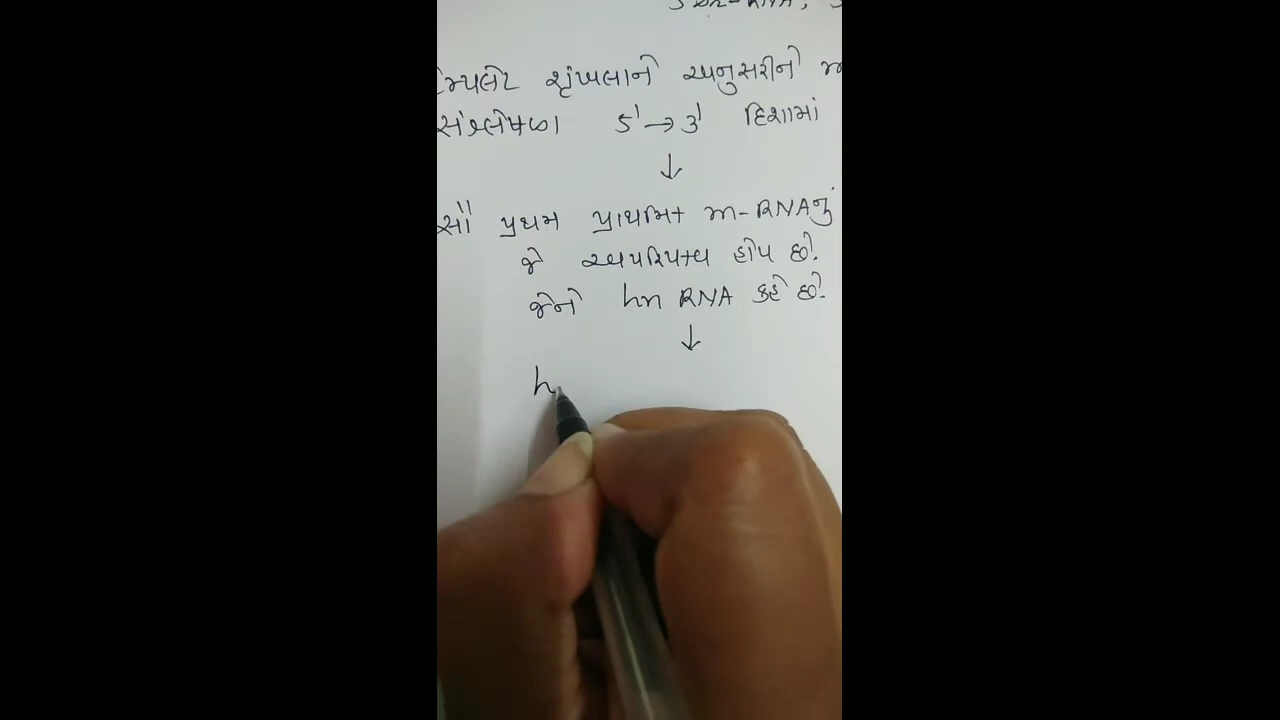 ટેમ્પલેટ શૃંખલાને અનુસરીને m
સંશ્લેષણ 5' → 3' દિશામાં
↓
સૌ પ્રથમ પ્રાથમિક m-RNAનું
જે અપરિપક્વ હોય છે.
જેને hn RNA કહે છે.
↓
h